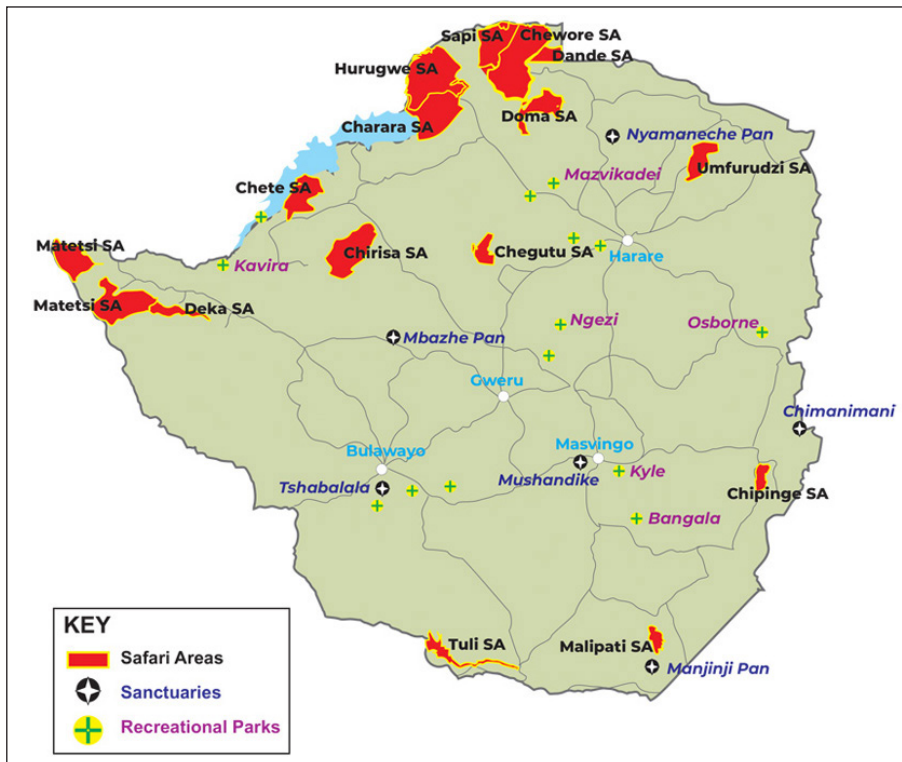 Sapi SA
Chewore SA
Dande SA
Hurugwe SA
Doma SA
Charara SA
Nyamaneche Pan
Umfurudzi SA
Mazvikadei
Chete SA
Matetsi SA
Kavira
Chirisa SA
Chegutu SA
Harare
Matetsi SA
Deka SA
Mbazhe Pan
Ngezi
Osborne
Gweru
Chimanimani
Bulawayo
Masvingo
Tshabalala
Mushandike
Kyle
Chipinge SA
Bangala
KEY
Safari Areas
Sanctuaries
Recreational Parks
Tuli SA
Malipati SA
Manjinji Pan